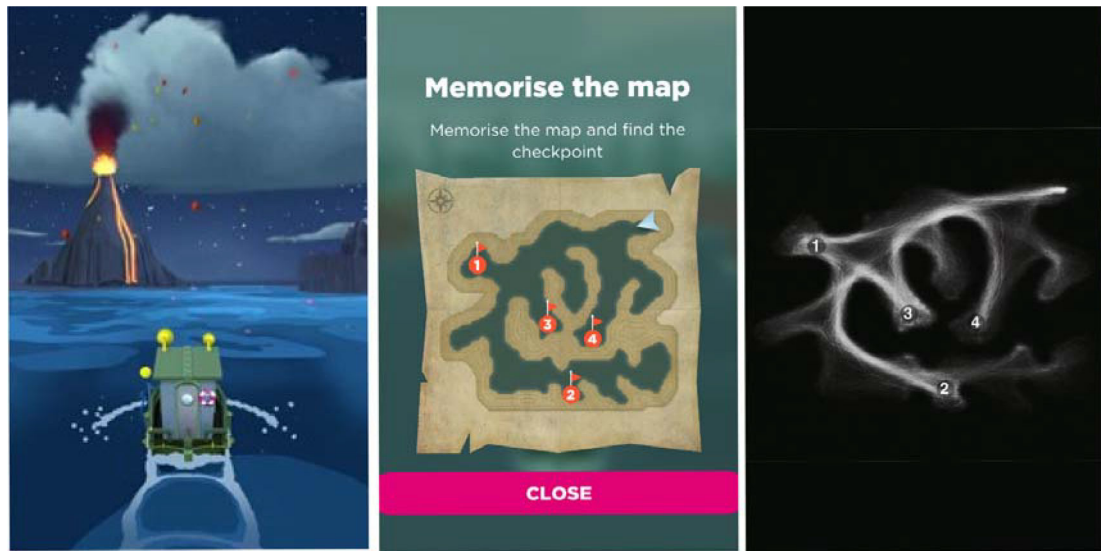 Memorise the map
Memorise the map and find the
checkpoint
1
3
4
2
CLOSE
1
3
4
2